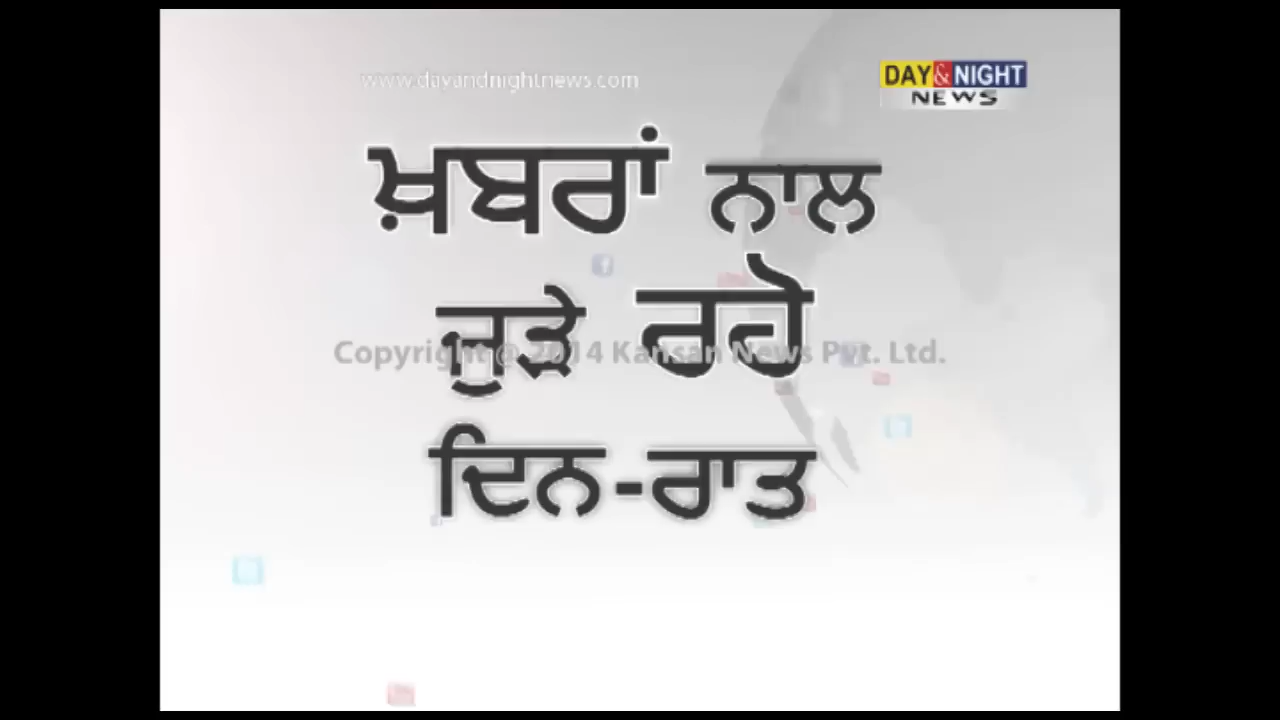 www.dayandnightnews.com
DAY&NIGHT
NEWS
ਖ਼ਬਰਾਂ ਨਾਲ
ਜੁੜੇ ਰਹੋ
Copyright @ 2014 Kansan News Pvt. Ltd.
ਦਿਨ-ਰਾਤ